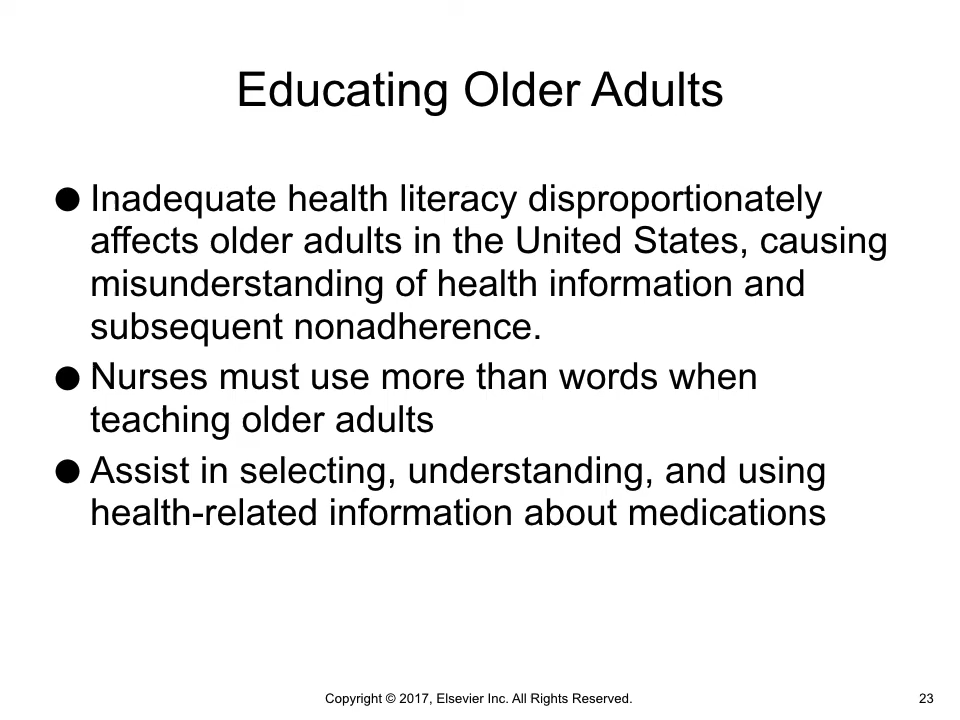 Educating Older Adults
● Inadequate health literacy disproportionately
affects older adults in the United States, causing
misunderstanding of health information and
subsequent nonadherence.
● Nurses must use more than words when
teaching older adults
● Assist in selecting, understanding, and using
health-related information about medications
Copyright © 2017, Elsevier Inc. All Rights Reserved.
23